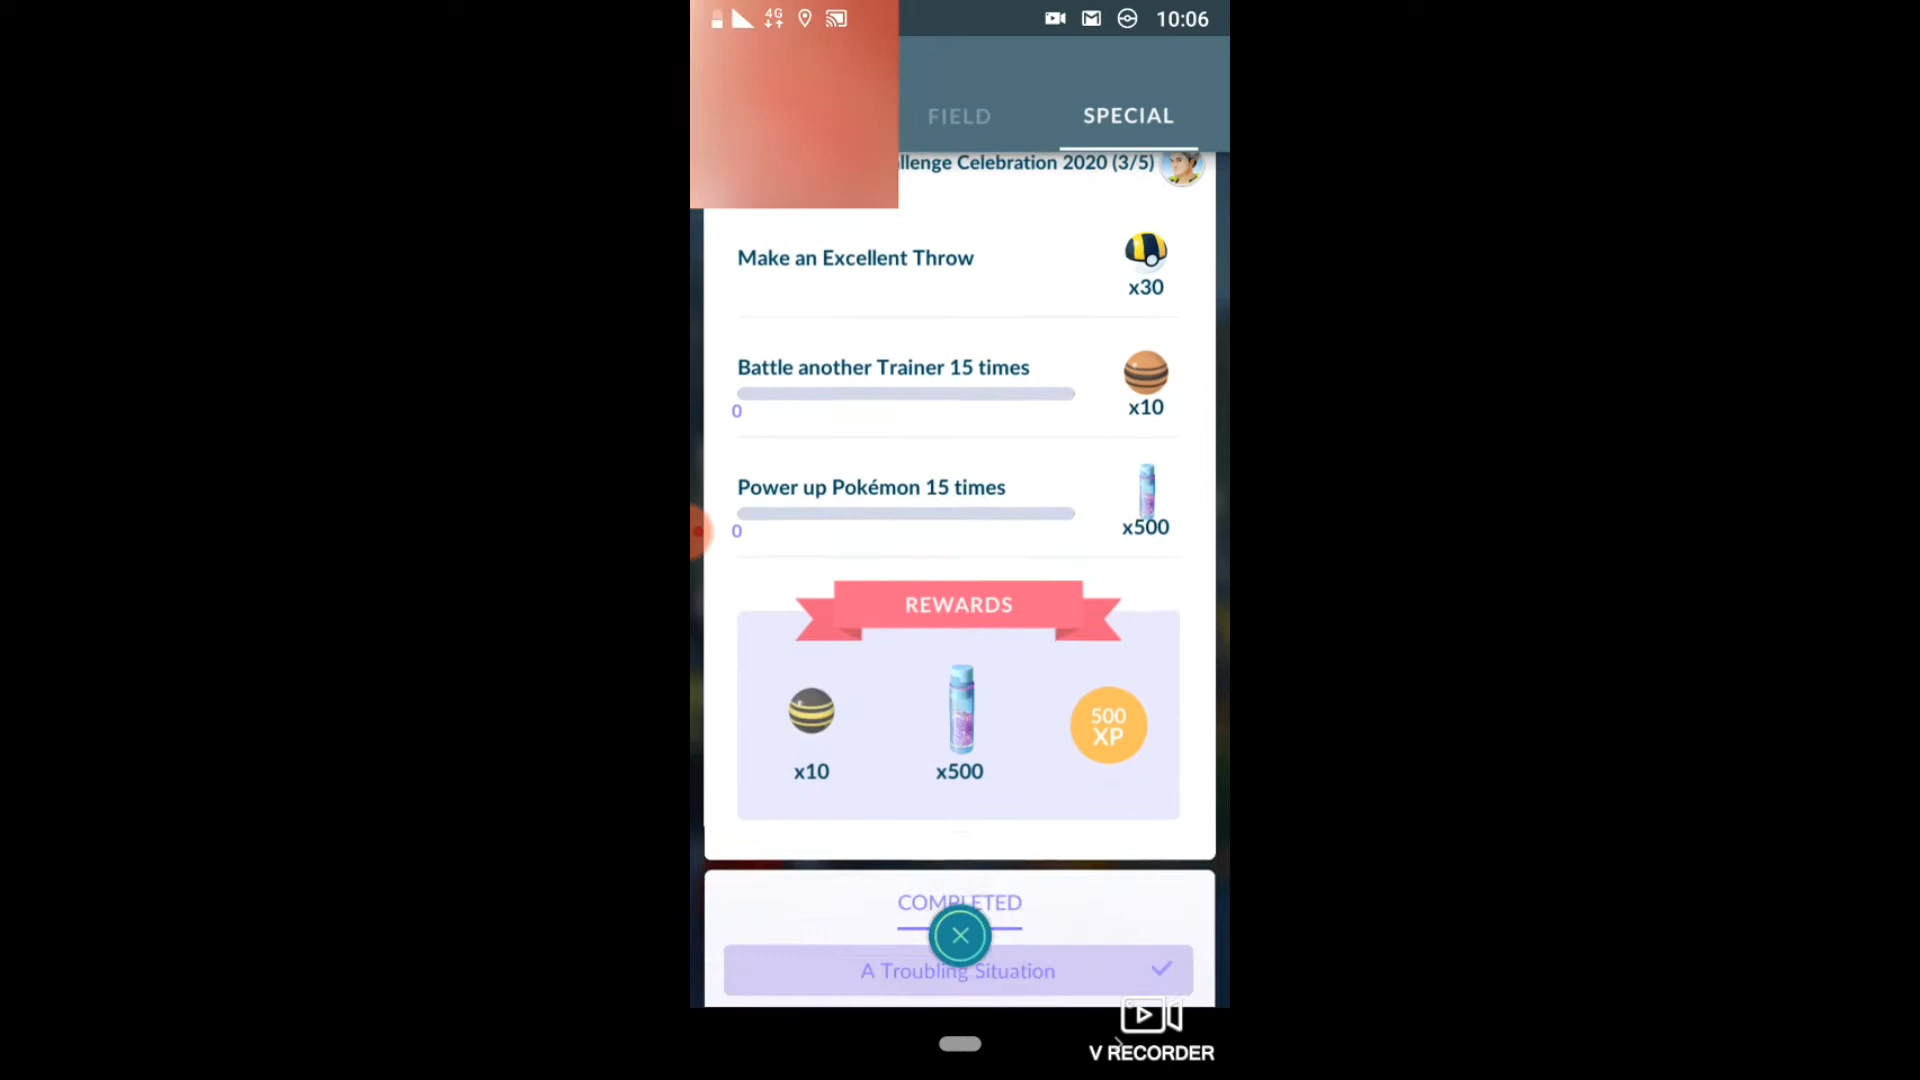 4G 10:06
FIELD SPECIAL
llenge Celebration 2020 (3/5)
Make an Excellent Throw
x30
Battle another Trainer 15 times
0
x10
Power up Pokémon 15 times
0
x500
REWARDS
500
XP
x10 x500
COMPLETED
A Troubling Situation
V RECORDER